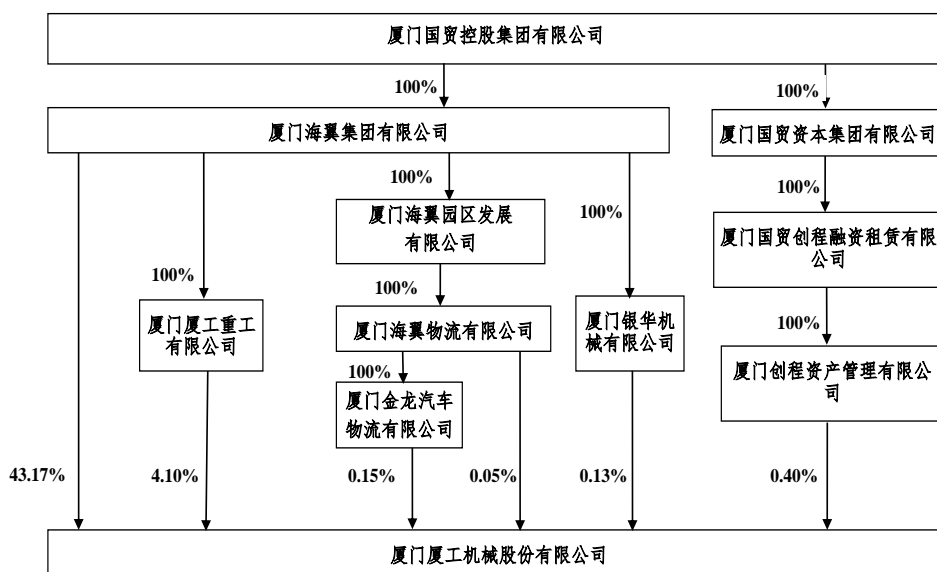 厦门国贸控股集团有限公司
100%
100%
厦门海翼集团有限公司
厦门国贸资本集团有限公司
100%
100%
100%
厦门海翼园区发展
有限公司
厦门国贸创程融资租赁有限
公司
100%
100%
厦门厦工重工
有限公司
厦门海翼物流有限公司
厦门银华机
械有限公司
100%
100%
厦门金龙汽车
物流有限公司
厦门创程资产管理有限公
司
43.17%
4.10%
0.15%
0.05%
0.13%
0.40%
厦门厦工机械股份有限公司